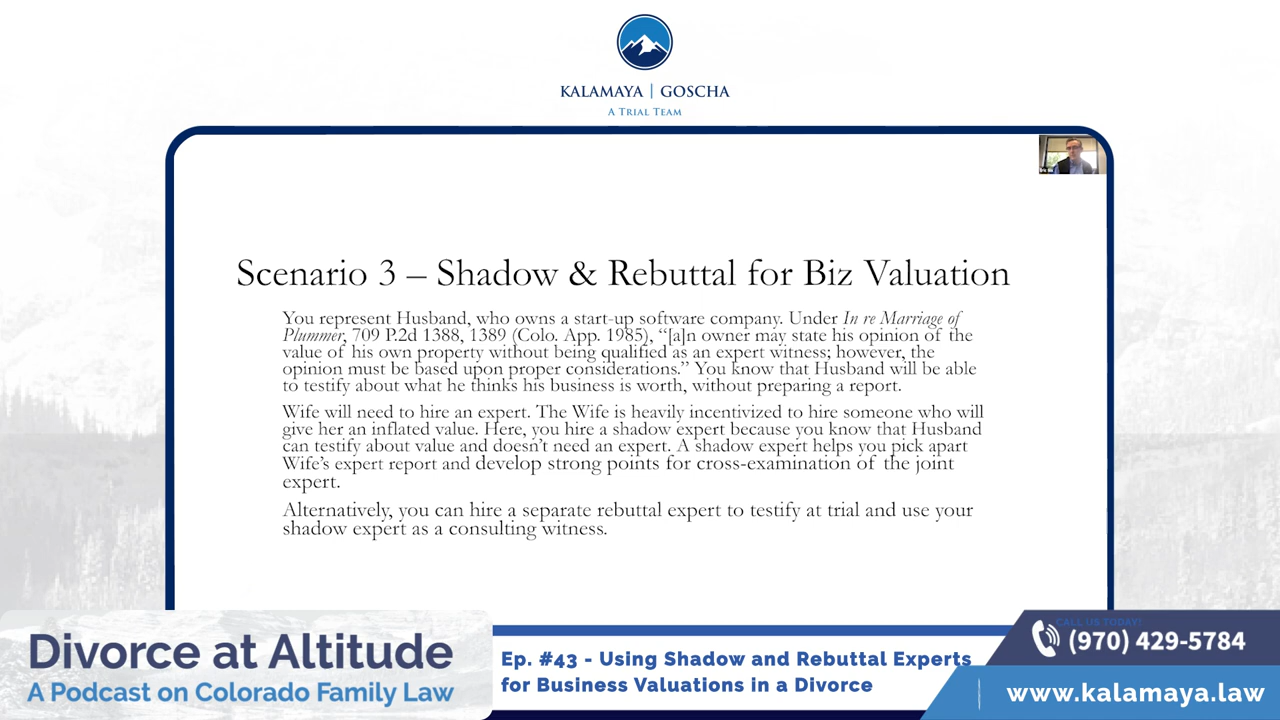 KALAMAYA | GOSCHA
A TRIAL TEAM
Scenario 3 – Shadow & Rebuttal for Biz Valuation
You represent Husband, who owns a start-up software company. Under In re Marriage of
Plummer, 709 P.2d 1388, 1389 (Colo. App. 1985), “[a]n owner may state his opinion of the
value of his own property without being qualified as an expert witness; however, the
opinion must be based upon proper considerations.” You know that Husband will be able
to testify about what he thinks his business is worth, without preparing a report.
Wife will need to hire an expert. The Wife is heavily incentivized to hire someone who will
give her an inflated value. Here, you hire a shadow expert because you know that Husband
can testify about value and doesn’t need an expert. A shadow expert helps you pick apart
Wife’s expert report and develop strong points for cross-examination of the joint
expert.
Alternatively, you can hire a separate rebuttal expert to testify at trial and use your
shadow expert as a consulting witness.
Divorce at Altitude
A Podcast on Colorado Family Law
Ep. #43 - Using Shadow and Rebuttal Experts
for Business Valuations in a Divorce
CALL US TODAY!
(970) 429-5784
www.kalamaya.law